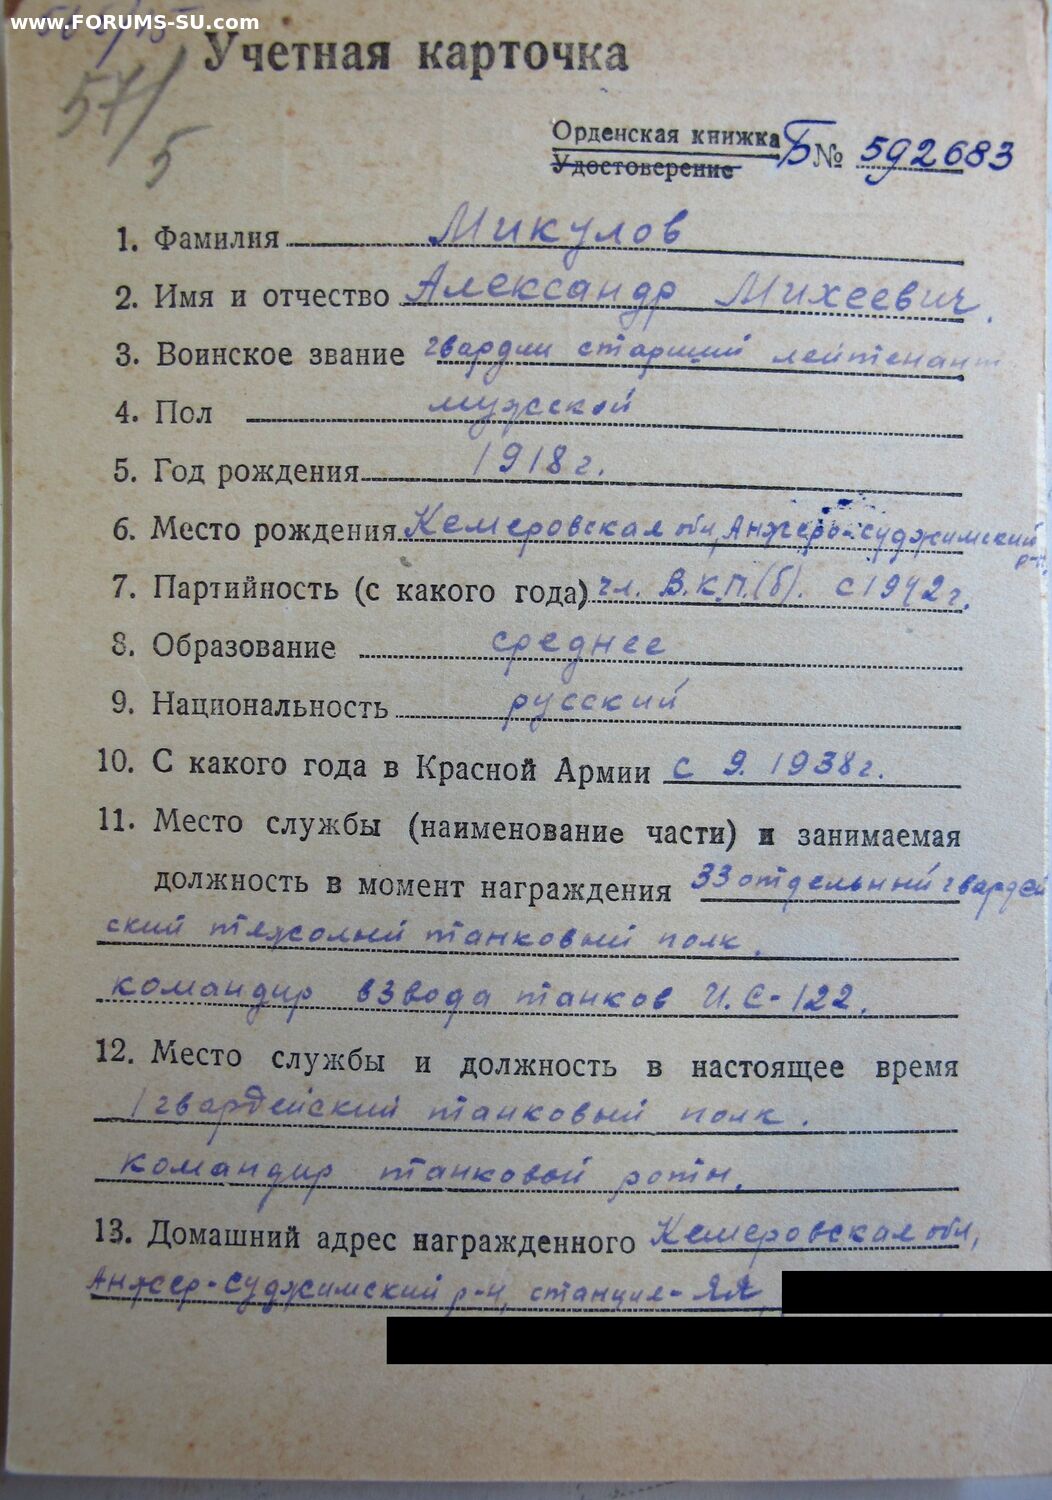 www.FORUMS-SU.com
57/5
Учетная карточка
Орденская книжка Б № 592683
Удостоверение
1. Фамилия Микулов
2. Имя и отчество Александр Михеевич.
3. Воинское звание гвардии старший лейтенант
4. Пол мужской
5. Год рождения 1918 г.
6. Место рождения Кемеровская обл, Анжеро-Суджимский
р-н,
7. Партийность (с какого года) чл. В.К.П.(б). с 1942 г.
8. Образование среднее
9. Национальность русский
10. С какого года в Красной Армии с 9. 1938 г.
11. Место службы (наименование части) и занимаемая
должность в момент награждения 33 отдельный гвардей
ский тяжолый танковый полк.
командир взвода танков И.С-122.
12. Место службы и должность в настоящее время
1 гвардейский танковый полк.
командир танковой роты.
13. Домашний адрес награжденного Кемеровская обл,
Анжер-Суджимский р-н, станция-Яя,